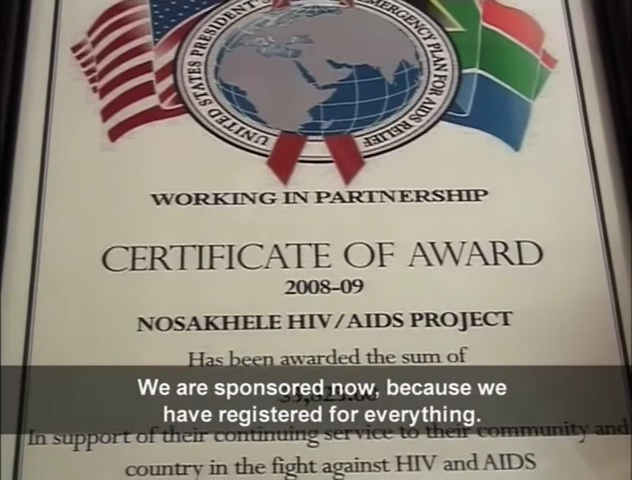 UNITED STATES PRESIDENT'S EMERGENCY PLAN FOR AIDS RELIEF
WORKING IN PARTNERSHIP
CERTIFICATE OF AWARD
2008-09
NOSAKHELE HIV/AIDS PROJECT
Has been awarded the sum of
We are sponsored now, because we
have registered for everything.
In support of their continuing service to their community and
country in the fight against HIV and AIDS